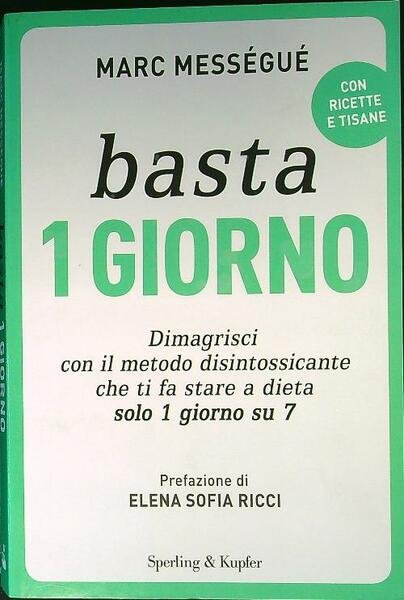 MARC MESSÉGUÉ
CON
RICETTE
E TISANE
basta
1 GIORNO
Dimagrisci
con il metodo disintossicante
che ti fa stare a dieta
solo 1 giorno su 7
Prefazione di
ELENA SOFIA RICCI
Sperling & Kupfer
1 GIORNO